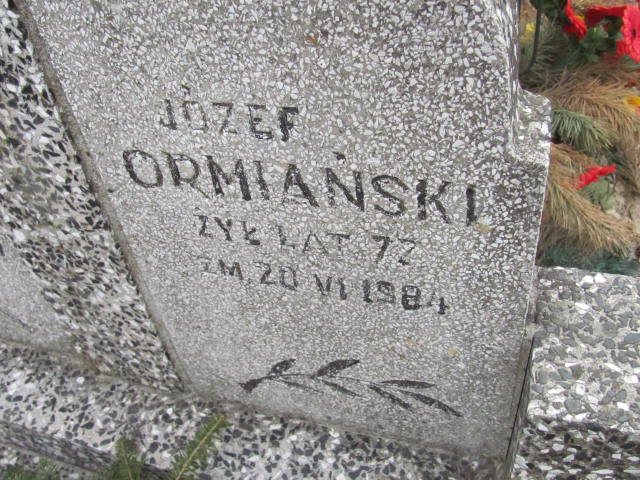 JÓZEF
ORMIAŃSKI
ŻYŁ LAT 72
ZM. 20 VI 1984